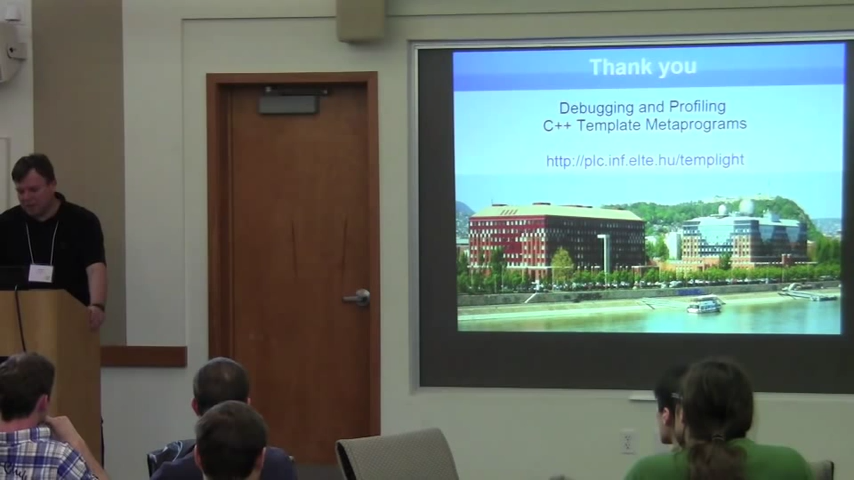 Thank you
Debugging and Profiling
C++ Template Metaprograms
http://plc.inf.elte.hu/templight